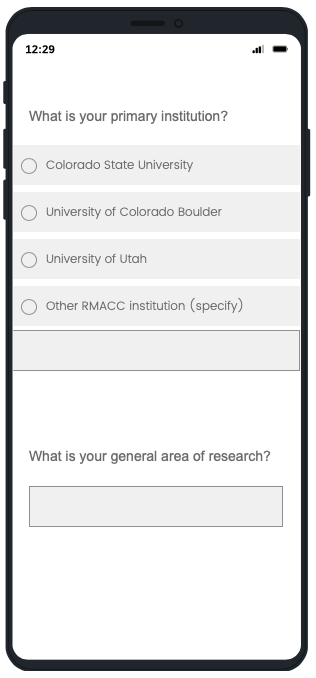 12:29
What is your primary institution?
Colorado State University
University of Colorado Boulder
University of Utah
Other RMACC institution (specify)
What is your general area of research?